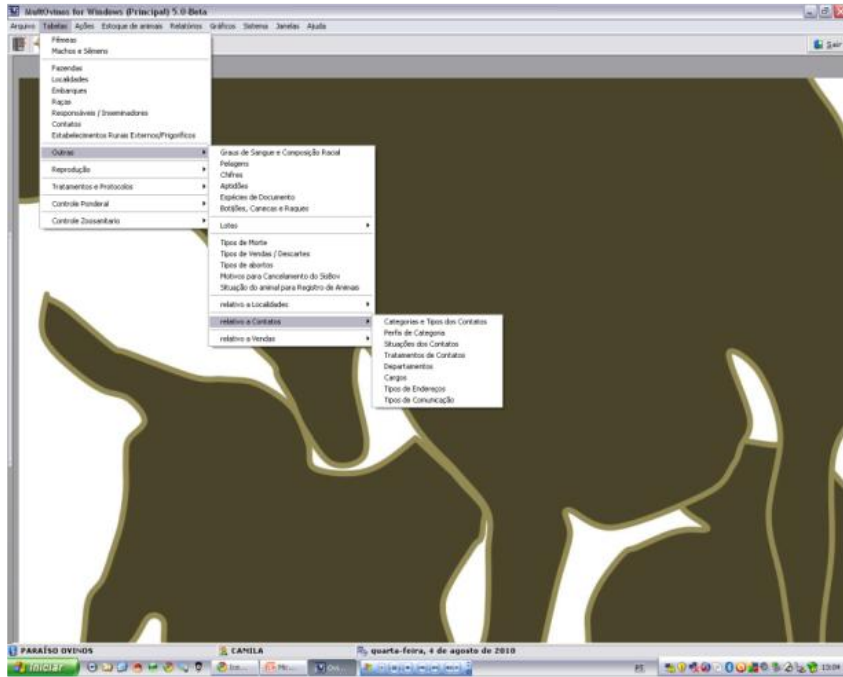 MultiOvinos for Windows (Principal) 5.0-Beta
Arquivo Tabelas Ações Estoque de animais Relatórios Gráficos Sistema Janelas Ajuda
Sair
Fêmeas
Machos e Sêmens
Fazendas
Localidades
Embarques
Raças
Responsáveis / Inseminadores
Contatos
Estabelecimentos Rurais Externos/Frigoríficos
Outras
Reprodução
Tratamentos e Protocolos
Controle Ponderal
Controle Zoosanitario
Graus de Sangue e Composição Racial
Pelagens
Chifres
Aptidões
Espécies de Documento
Botijões, Canecas e Raques
Lotes
Tipos de Morte
Tipos de Vendas / Descartes
Tipos de abortos
Motivos para Cancelamento do SisBov
Situação do animal para Registro de Animais
relativo a Localidades
relativo a Contatos
relativo a Vendas
Categorias e Tipos dos Contatos
Perfis de Categoria
Situações dos Contatos
Tratamentos de Contatos
Departamentos
Cargos
Tipos de Endereços
Tipos de Comunicação
PARAÍSO OVINOS CAMILA quarta-feira, 4 de agosto de 2010
Iniciar PT 13:04